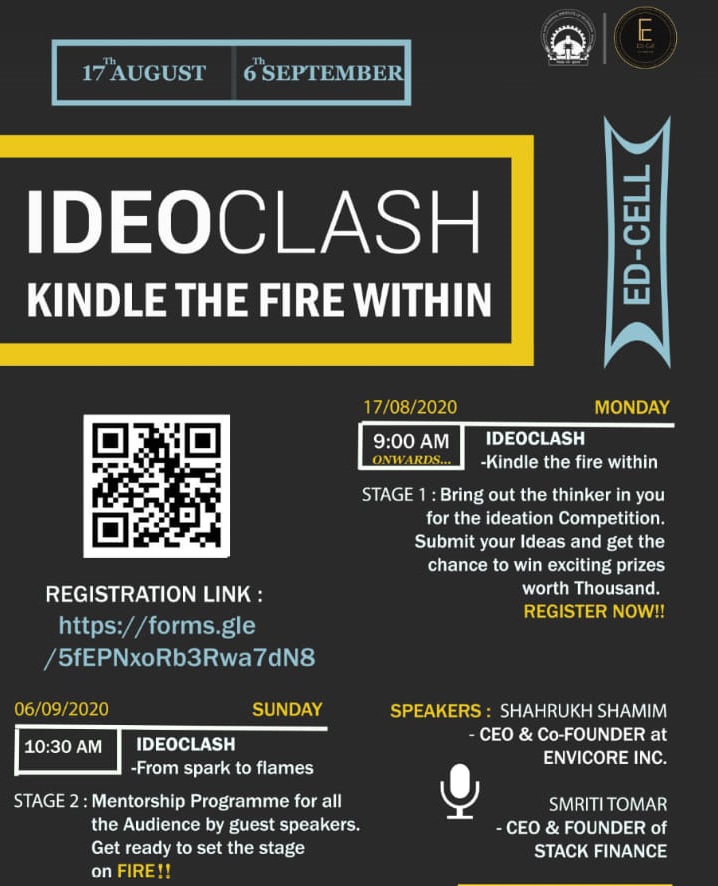 17Th AUGUST
6Th SEPTEMBER
FE
ED-CELL
IDEOCLASH
KINDLE THE FIRE WITHIN
17/08/2020 MONDAY
9:00 AM
ONWARDS...
IDEOCLASH
-Kindle the fire within
STAGE 1 : Bring out the thinker in you
for the ideation Competition.
Submit your Ideas and get the
chance to win exciting prizes
worth Thousand.
REGISTER NOW!!
REGISTRATION LINK :
https://forms.gle
/5fEPNxoRb3Rwa7dN8
06/09/2020 SUNDAY
10:30 AM
IDEOCLASH
-From spark to flames
STAGE 2 : Mentorship Programme for all
the Audience by guest speakers.
Get ready to set the stage
on FIRE!!
SPEAKERS : SHAHRUKH SHAMIM
- CEO & Co-FOUNDER at
ENVICORE INC.
SMRITI TOMAR
- CEO & FOUNDER of
STACK FINANCE